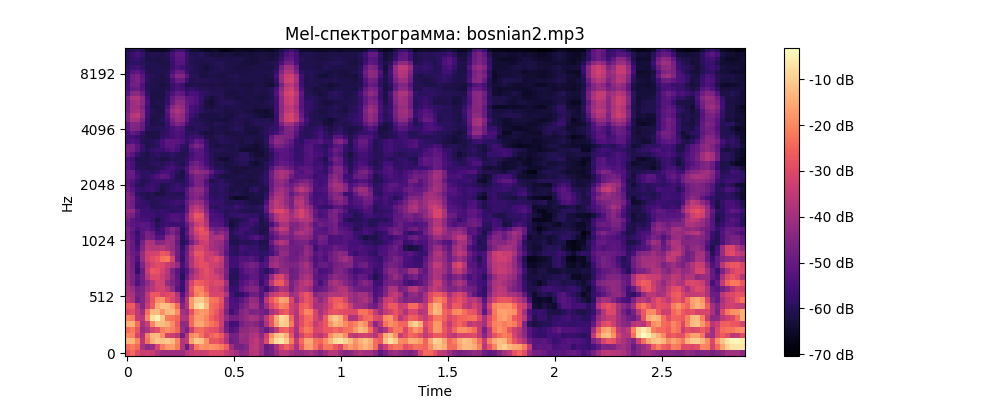 Mel-спектрограмма: bosnian2.mp3
8192
4096
2048
1024
512
0
Hz
0 0.5 1 1.5 2 2.5
Time
-10 dB
-20 dB
-30 dB
-40 dB
-50 dB
-60 dB
-70 dB